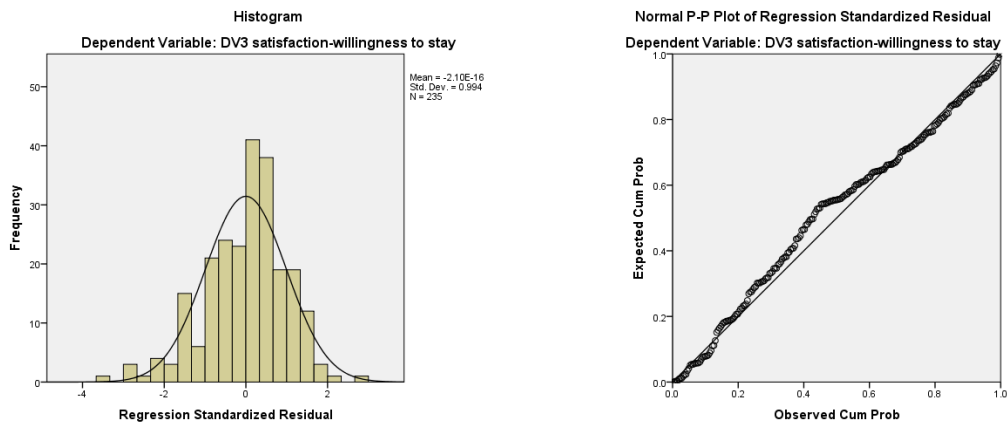 Histogram
Dependent Variable: DV3 satisfaction-willingness to stay
Mean = -2.10E-16
Std. Dev. = 0.994
N = 235
50
40
30
20
10
0
Frequency
-4
-2
0
2
Regression Standardized Residual
Normal P-P Plot of Regression Standardized Residual
Dependent Variable: DV3 satisfaction-willingness to stay
1.0
0.8
0.6
0.4
0.2
0.0
Expected Cum Prob
0.0
0.2
0.4
0.6
0.8
1.0
Observed Cum Prob